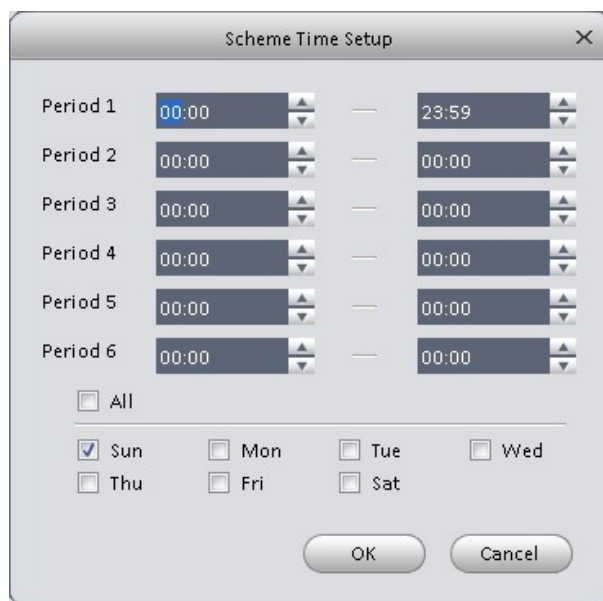 Scheme Time Setup
Period 1 00:00 23:59
Period 2 00:00 00:00
Period 3 00:00 00:00
Period 4 00:00 00:00
Period 5 00:00 00:00
Period 6 00:00 00:00
All
Sun Mon Tue Wed
Thu Fri Sat
OK Cancel